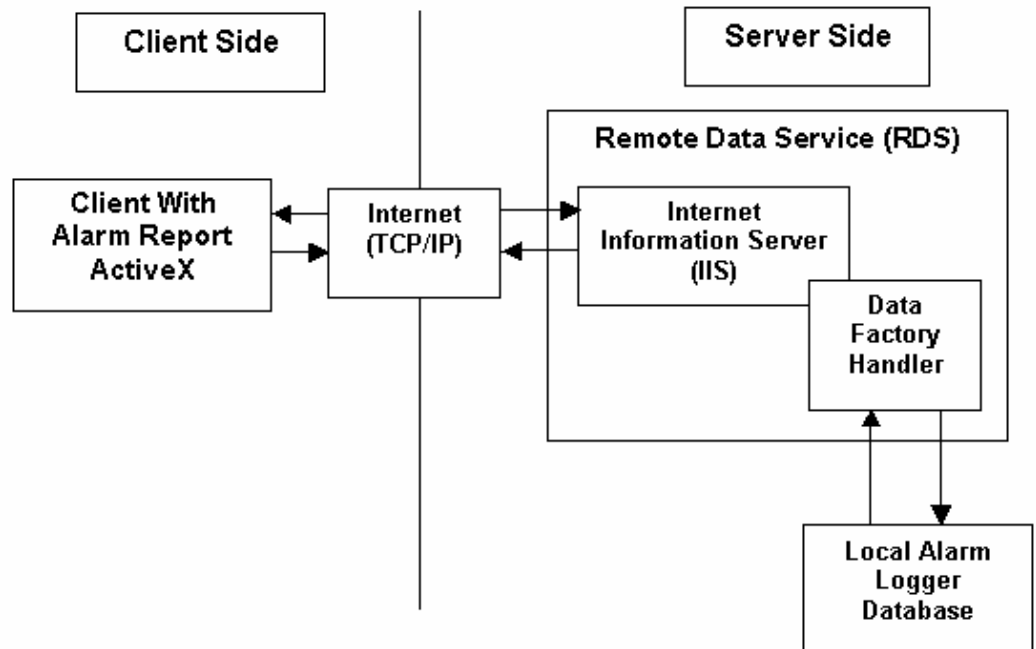 Client Side
Server Side
Remote Data Service (RDS)
Client With
Alarm Report
ActiveX
Internet
(TCP/IP)
Internet
Information Server
(IIS)
Data
Factory
Handler
Local Alarm
Logger
Database